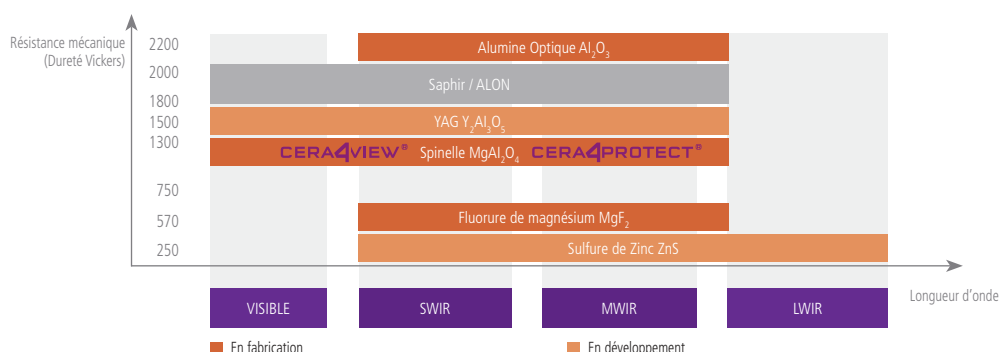 Résistance mécanique
(Dureté Vickers)
2200
Alumine Optique Al₂O₃
2000
Saphir / ALON
1800
1500
YAG Y₂Al₃O₅
1300
CERA4VIEW® Spinelle MgAl₂O₄ CERA4PROTECT®
750
570
Fluorure de magnésium MgF₂
250
Sulfure de Zinc ZnS
Longueur d'onde
VISIBLE SWIR MWIR LWIR
En fabrication En développement